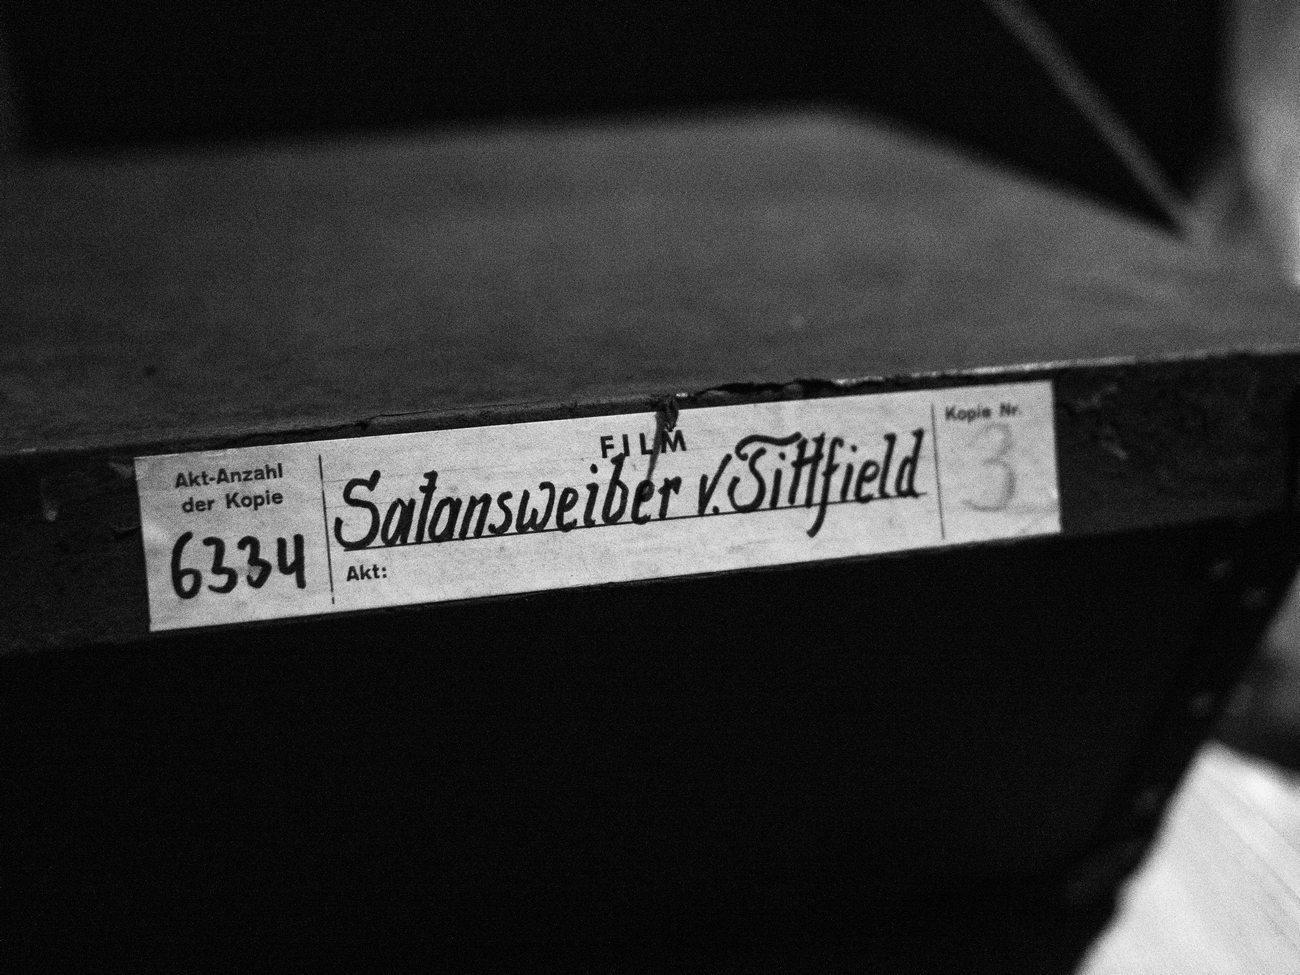 Akt-Anzahl
der Kopie
6334
FILM
Satansweiber v. Tittfield
Akt:
Kopie Nr.
3